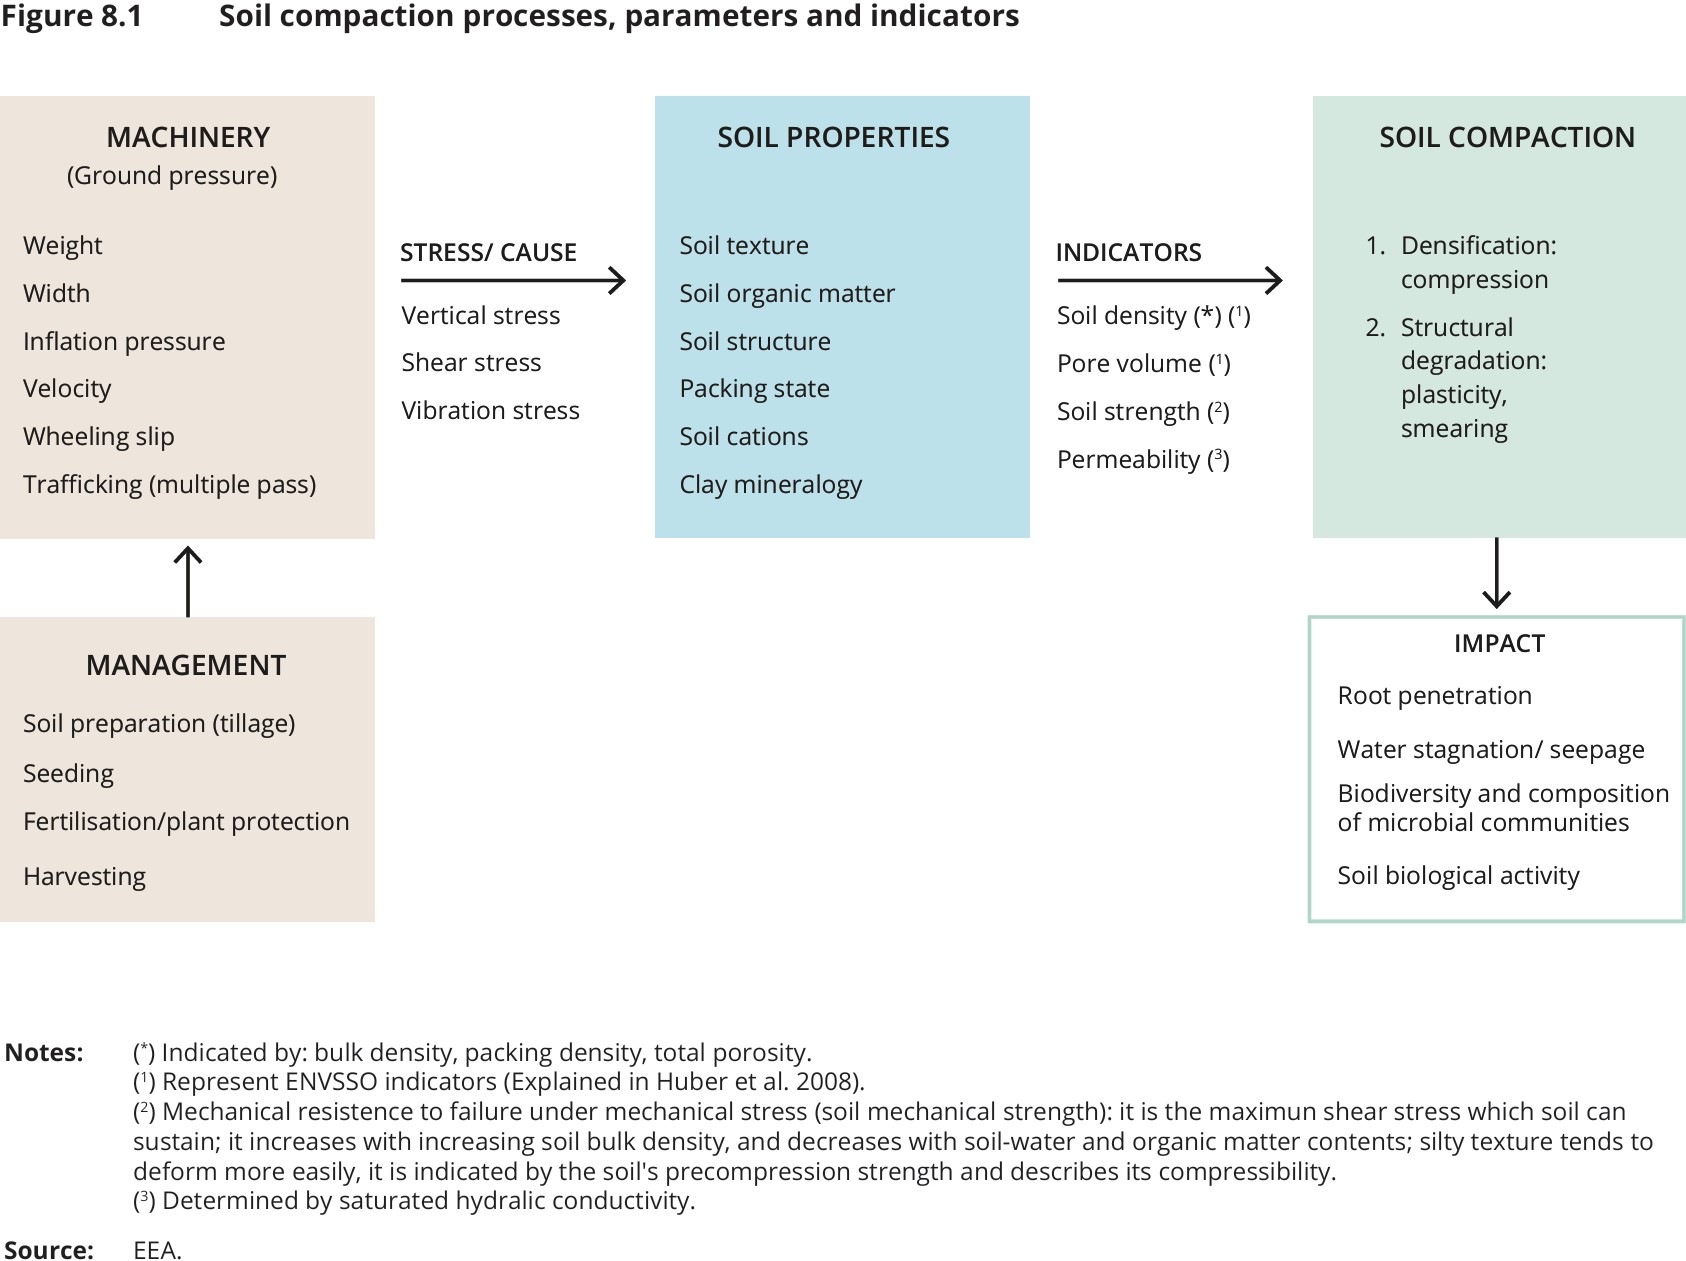 Figure 8.1 Soil compaction processes, parameters and indicators
MACHINERY
(Ground pressure)
Weight
Width
Inflation pressure
Velocity
Wheeling slip
Trafficking (multiple pass)
STRESS/ CAUSE
Vertical stress
Shear stress
Vibration stress
SOIL PROPERTIES
Soil texture
Soil organic matter
Soil structure
Packing state
Soil cations
Clay mineralogy
INDICATORS
Soil density (*) (¹)
Pore volume (¹)
Soil strength (²)
Permeability (³)
SOIL COMPACTION
1. Densification:
compression
2. Structural
degradation:
plasticity,
smearing
MANAGEMENT
Soil preparation (tillage)
Seeding
Fertilisation/plant protection
Harvesting
IMPACT
Root penetration
Water stagnation/ seepage
Biodiversity and composition
of microbial communities
Soil biological activity
Notes: (*) Indicated by: bulk density, packing density, total porosity.
(¹) Represent ENVSSO indicators (Explained in Huber et al. 2008).
(²) Mechanical resistence to failure under mechanical stress (soil mechanical strength): it is the maximun shear stress which soil can
sustain; it increases with increasing soil bulk density, and decreases with soil-water and organic matter contents; silty texture tends to
deform more easily, it is indicated by the soil's precompression strength and describes its compressibility.
(³) Determined by saturated hydralic conductivity.
Source: EEA.